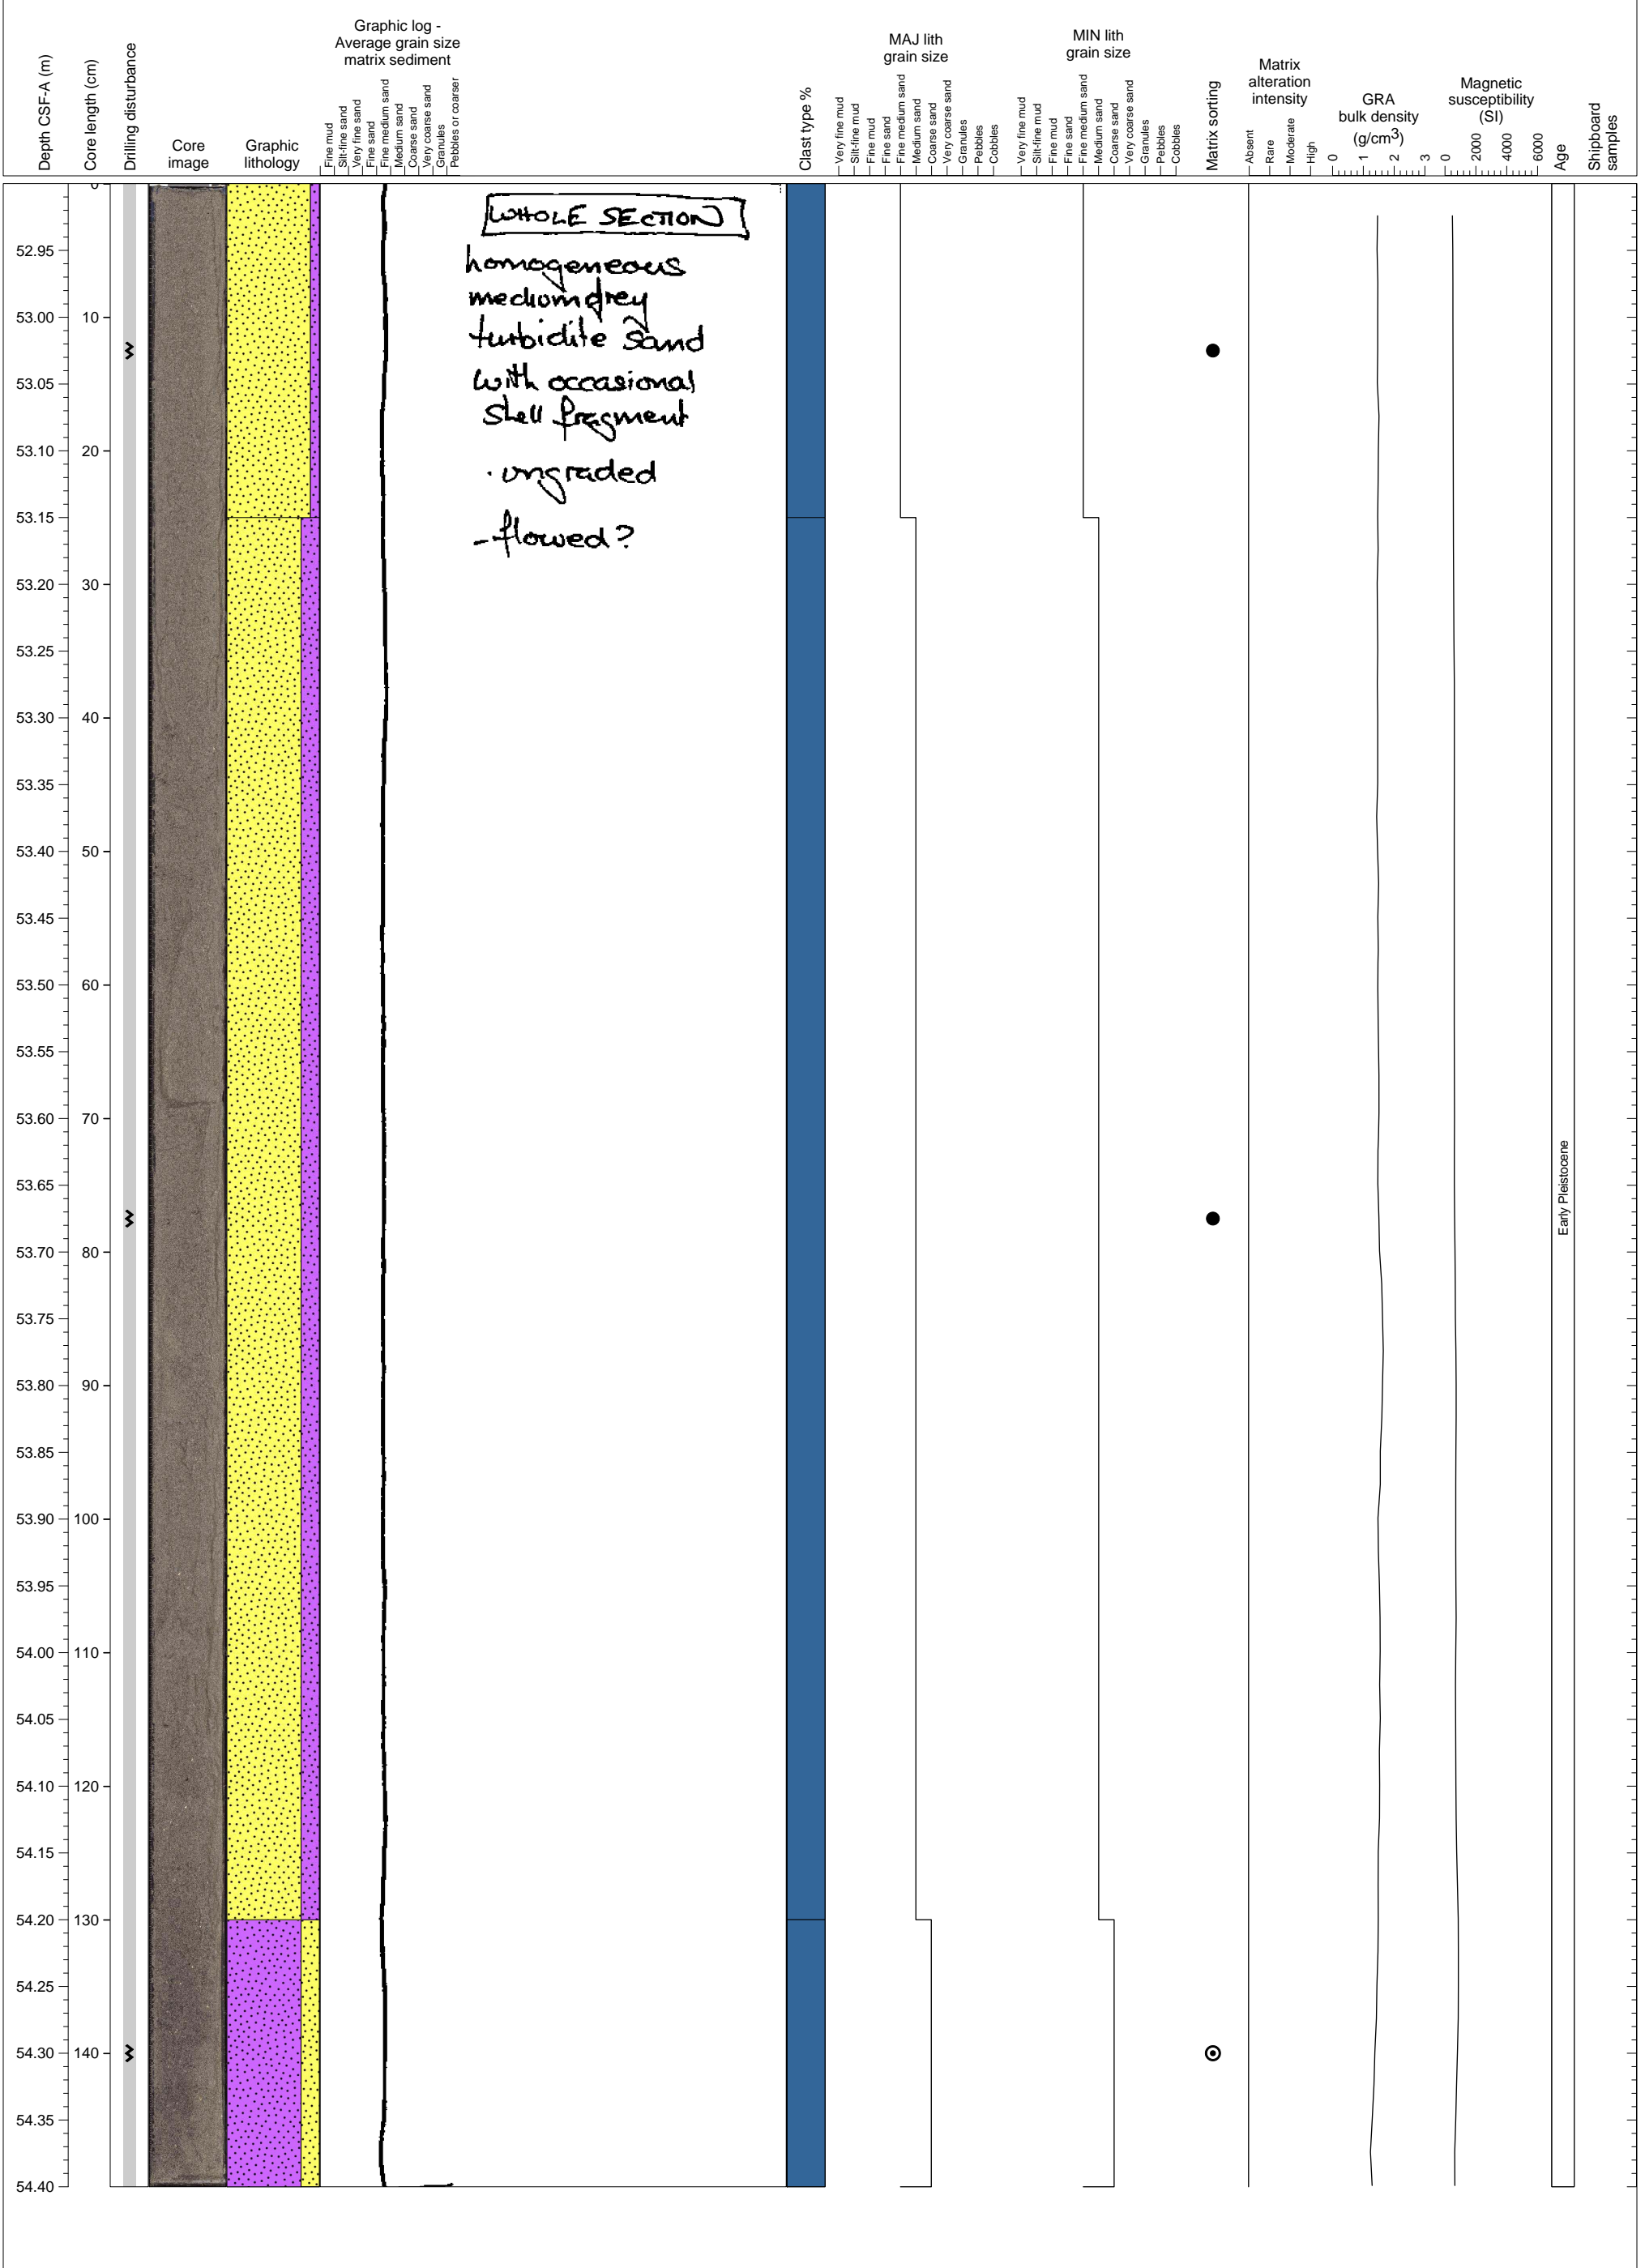 Depth CSF-A (m)
Core length (cm)
Drilling disturbance
Core
image
Graphic
lithology
Graphic log -
Average grain size
matrix sediment
Fine mud
Silt-fine sand
Very fine sand
Fine sand
Fine medium sand
Medium sand
Coarse sand
Very coarse sand
Granules
Pebbles or coarser
Clast type %
MAJ lith
grain size
Very fine mud
Silt-fine mud
Fine mud
Fine sand
Fine medium sand
Medium sand
Coarse sand
Very coarse sand
Granules
Pebbles
Cobbles
MIN lith
grain size
Very fine mud
Silt-fine mud
Fine mud
Fine sand
Fine medium sand
Medium sand
Coarse sand
Very coarse sand
Granules
Pebbles
Cobbles
Matrix sorting
Matrix
alteration
intensity
Absent
Rare
Moderate
High
GRA
bulk density
(g/cm3)
0 1 2 3
Magnetic
susceptibility
(SI)
0 2000 4000 6000
Age
Shipboard
samples
0
52.95
53.00 10
53.05
53.10 20
53.15
53.20 30
53.25
53.30 40
53.35
53.40 50
53.45
53.50 60
53.55
53.60 70
53.65
53.70 80
53.75
53.80 90
53.85
53.90 100
53.95
54.00 110
54.05
54.10 120
54.15
54.20 130
54.25
54.30 140
54.35
54.40
WHOLE SECTION
homogeneous
mediom grey
turbidite Sand
with occasional
Shell fragment
· ungraded
- flowed?
Early Pleistocene